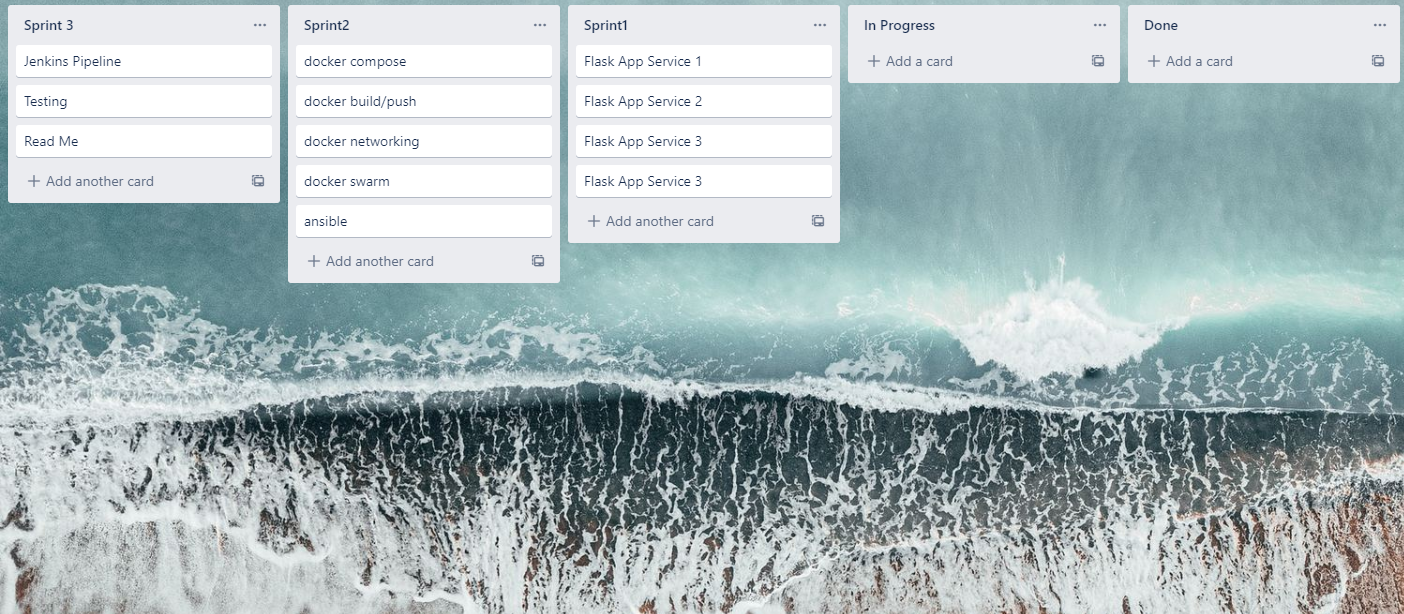 Sprint 3
Jenkins Pipeline
Testing
Read Me
Add another card
Sprint2
docker compose
docker build/push
docker networking
docker swarm
ansible
Add another card
Sprint1
Flask App Service 1
Flask App Service 2
Flask App Service 3
Flask App Service 3
Add another card
In Progress
Add a card
Done
Add a card